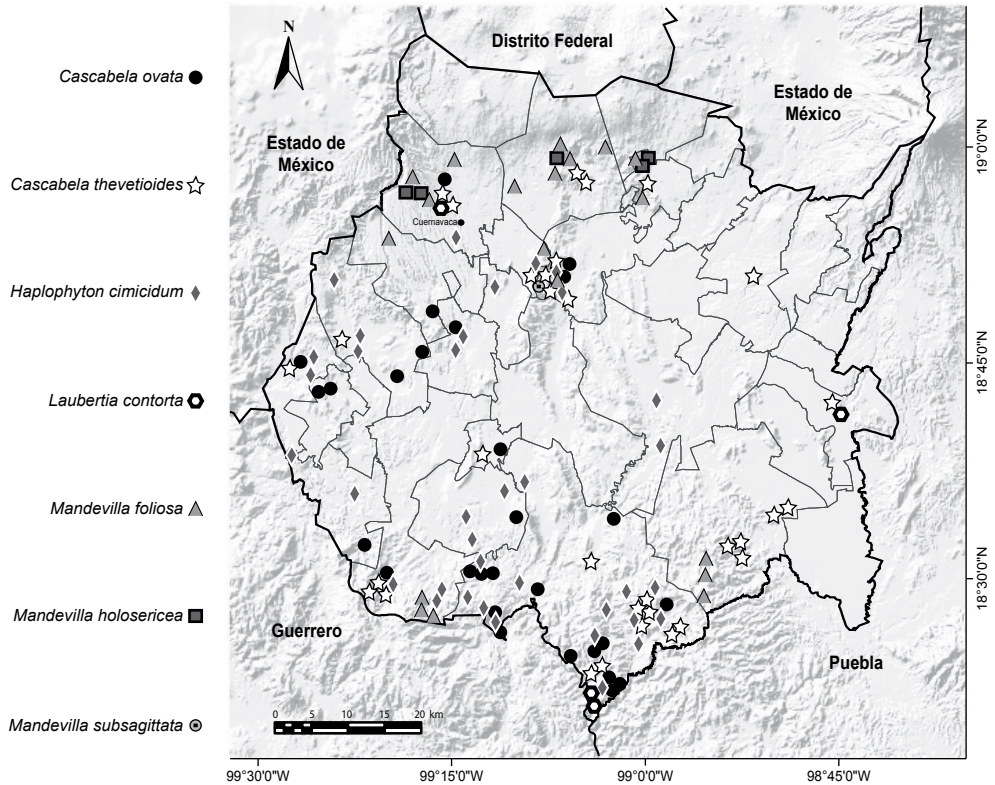 N
Distrito Federal
Estado de
México
Estado de
México
Cascabela ovata
Cascabela thevetioides
Haplophyton cimicidum
Laubertia contorta
Mandevilla foliosa
Mandevilla holosericea
Mandevilla subsagittata
Cuernavaca
Guerrero
Puebla
0 5 10 15 20 km
19°0'0"N
18°45'0"N
18°30'0"N
99°30'0"W 99°15'0"W 99°0'0"W 98°45'0"W